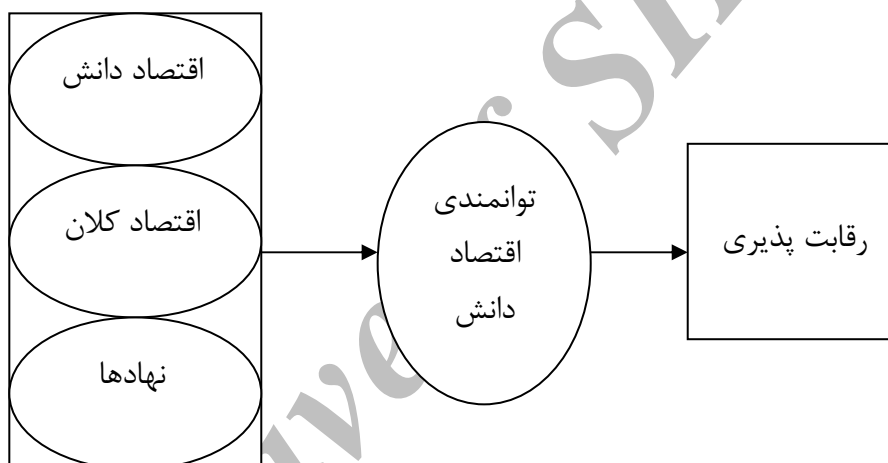 اقتصاد دانش
اقتصاد کلان
نهادها
توانمندی
اقتصاد
دانش
رقابت پذیری